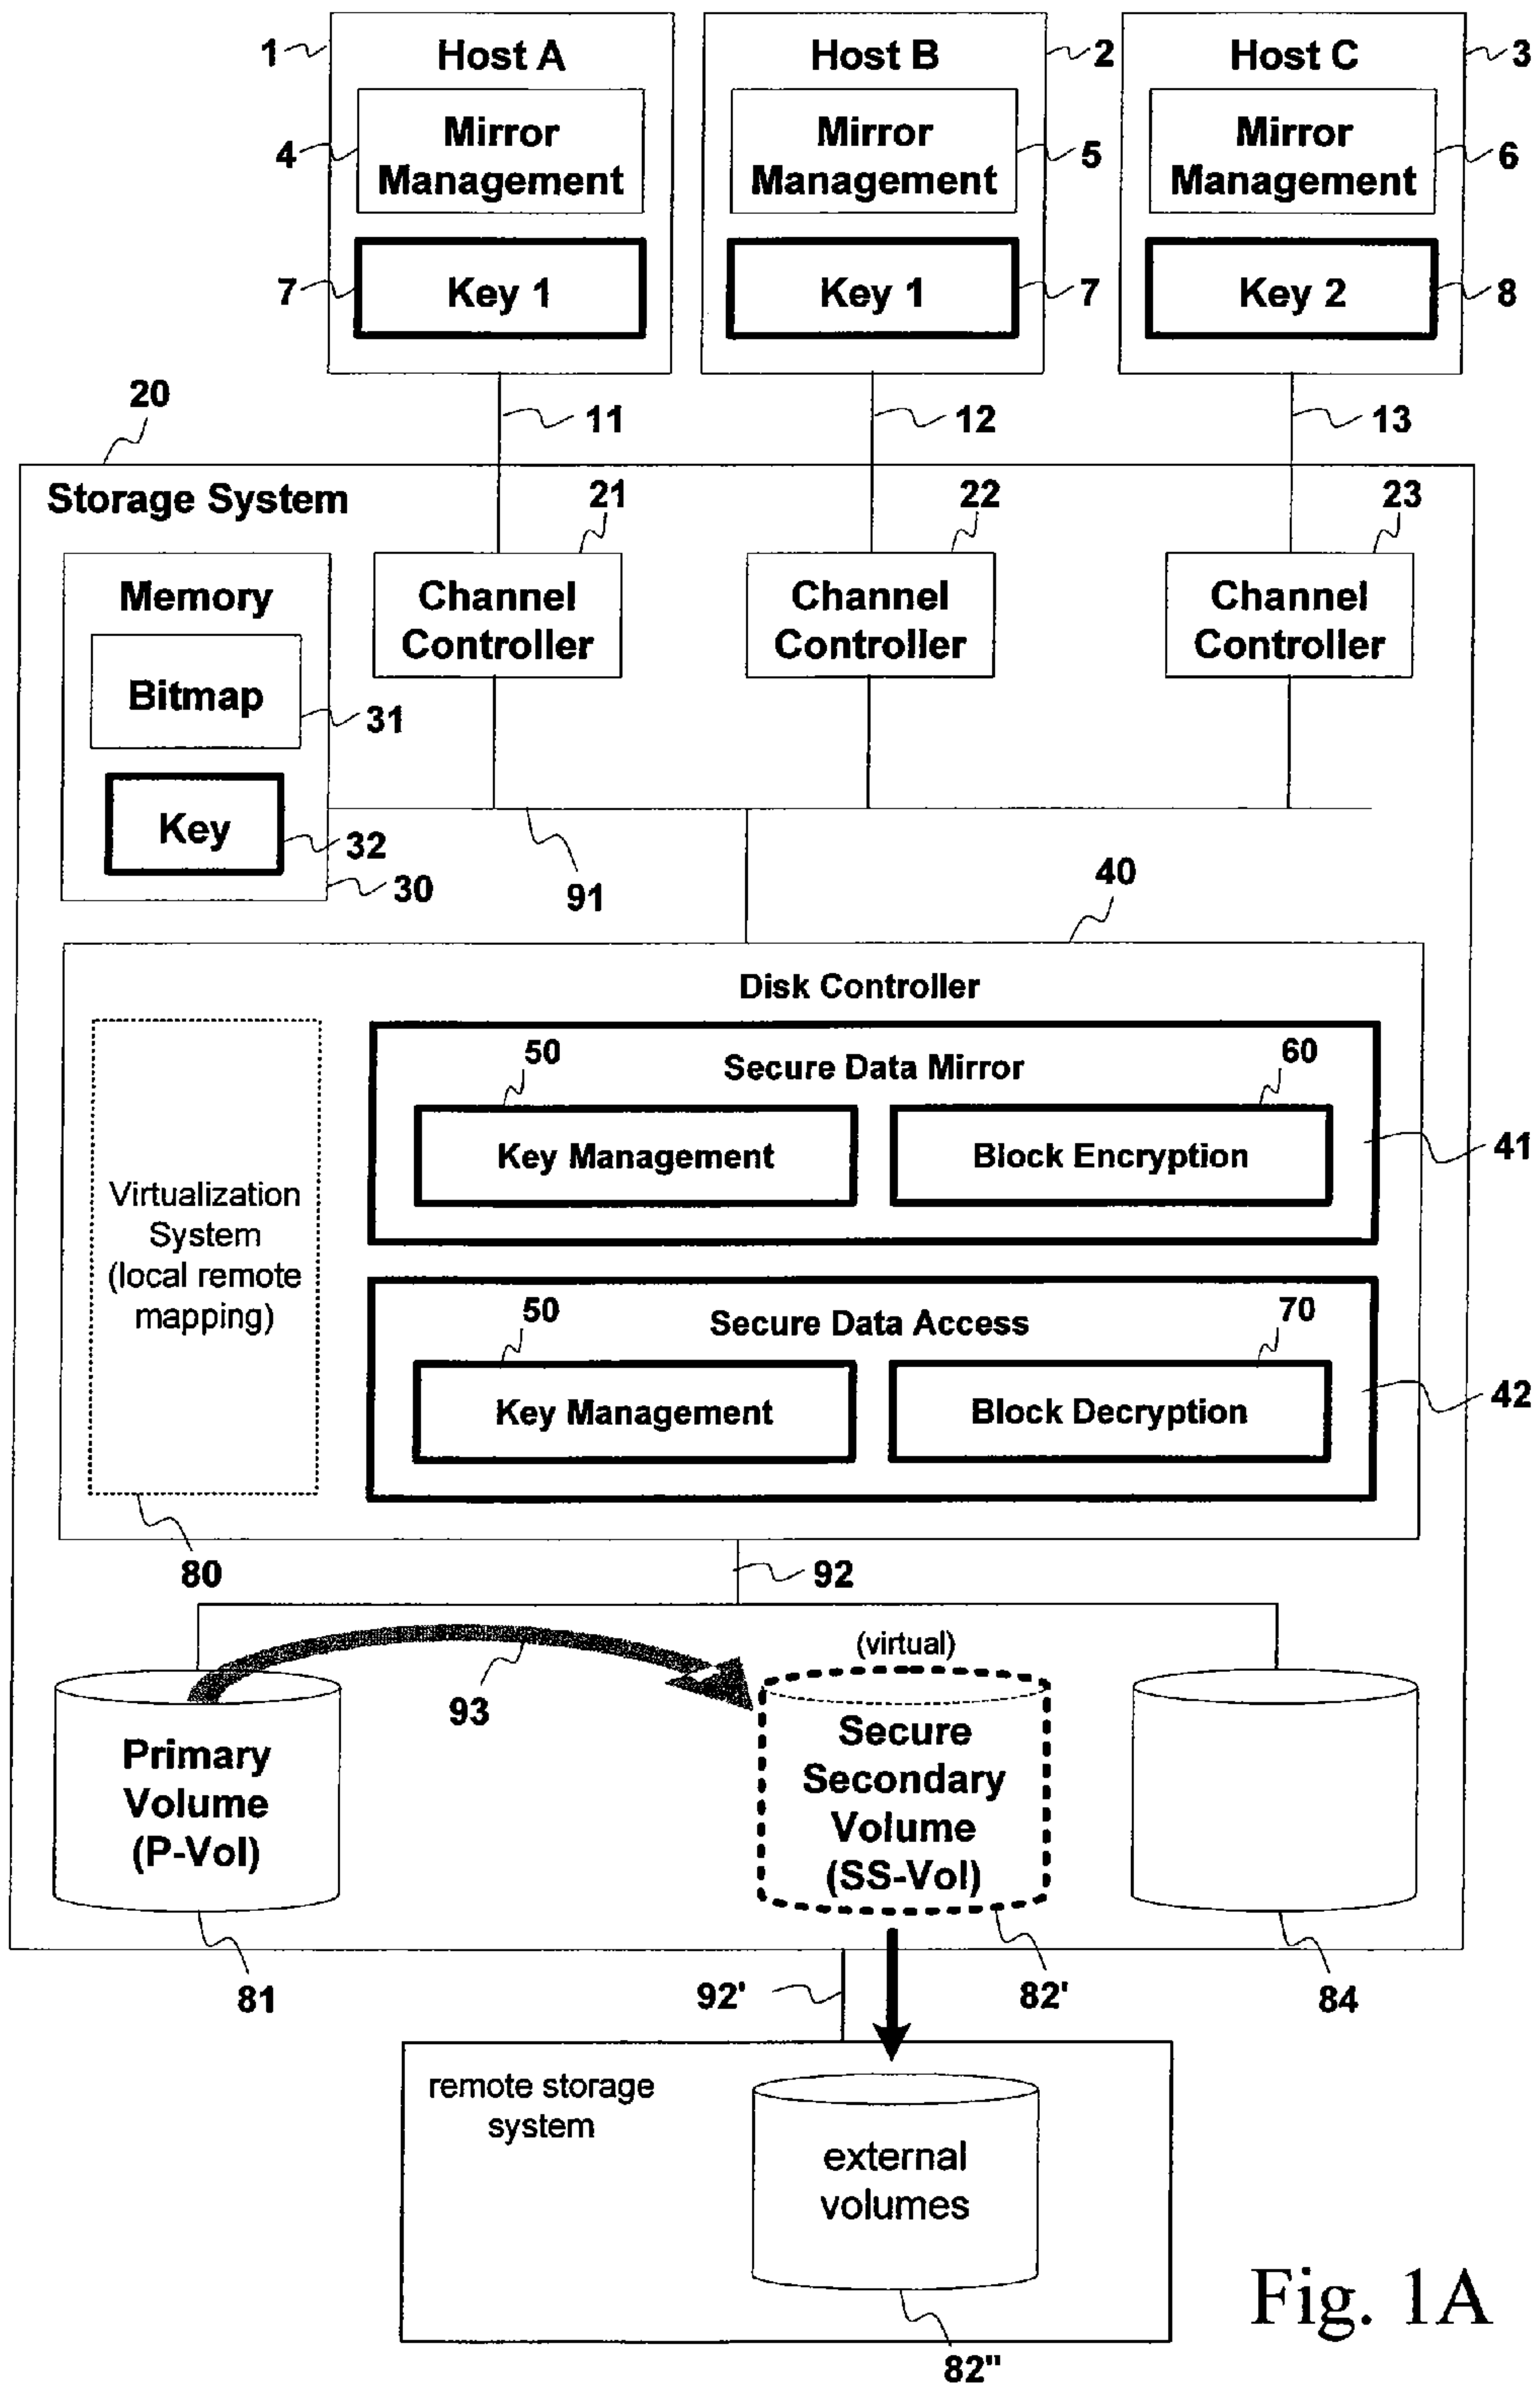 1
Host A
Host B
2
Host C
3
4
Mirror
Management
Mirror
Management
5
Mirror
Management
6
7
Key 1
Key 1
7
Key 2
8
20
11
12
13
Storage System
21
22
23
Memory
Channel
Controller
Channel
Controller
Channel
Controller
Bitmap
31
Key
32
30
91
40
Disk Controller
50
Secure Data Mirror
60
Key Management
Block Encryption
41
Virtualization
System
(local remote
mapping)
50
Secure Data Access
70
Key Management
Block Decryption
42
80
92
(virtual)
93
Primary
Volume
(P-Vol)
Secure
Secondary
Volume
(SS-Vol)
81
92'
82'
84
remote storage
system
external
volumes
82"
Fig. 1A